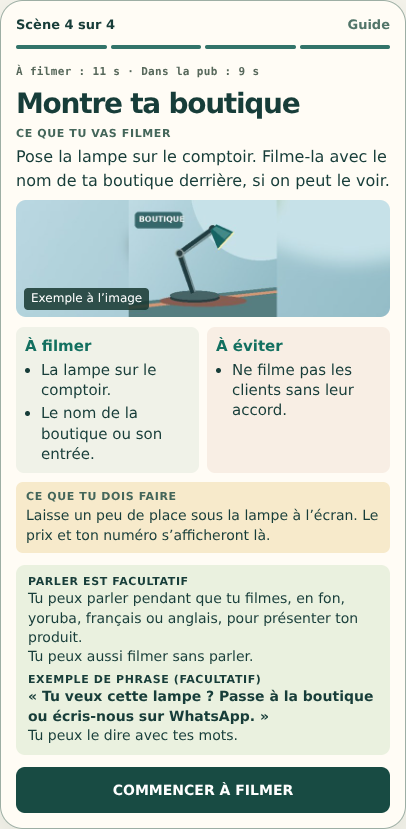 Scène 4 sur 4
Guide
À filmer : 11 s · Dans la pub : 9 s
Montre ta boutique
CE QUE TU VAS FILMER
Pose la lampe sur le comptoir. Filme-la avec le
nom de ta boutique derrière, si on peut le voir.
BOUTIQUE
Exemple à l’image
À filmer
• La lampe sur le
comptoir.
• Le nom de la
boutique ou son
entrée.
À éviter
• Ne filme pas les
clients sans leur
accord.
CE QUE TU DOIS FAIRE
Laisse un peu de place sous la lampe à l’écran. Le
prix et ton numéro s’afficheront là.
PARLER EST FACULTATIF
Tu peux parler pendant que tu filmes, en fon,
yoruba, français ou anglais, pour présenter ton
produit.
Tu peux aussi filmer sans parler.
EXEMPLE DE PHRASE (FACULTATIF)
« Tu veux cette lampe ? Passe à la boutique
ou écris-nous sur WhatsApp. »
Tu peux le dire avec tes mots.
COMMENCER À FILMER